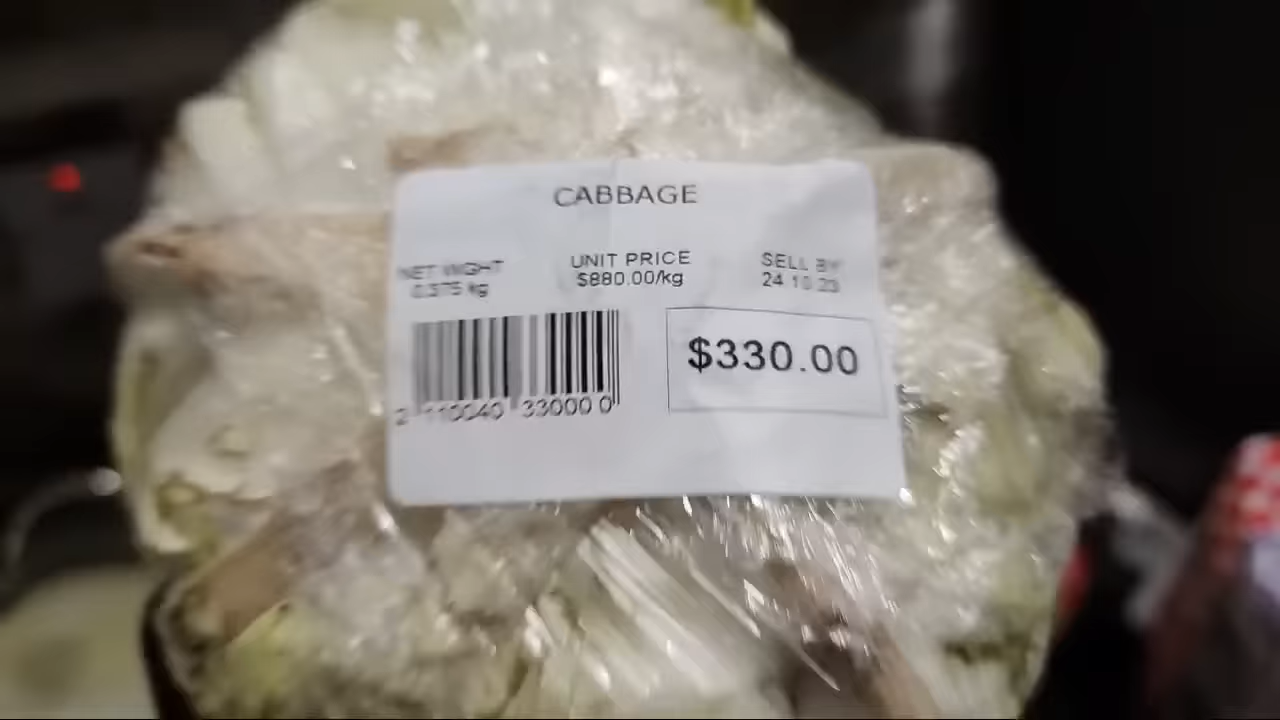 CABBAGE
NET WGHT UNIT PRICE SELL BY
0.375 kg $880.00/kg 24 10 23
$330.00
2 110040 33000 0